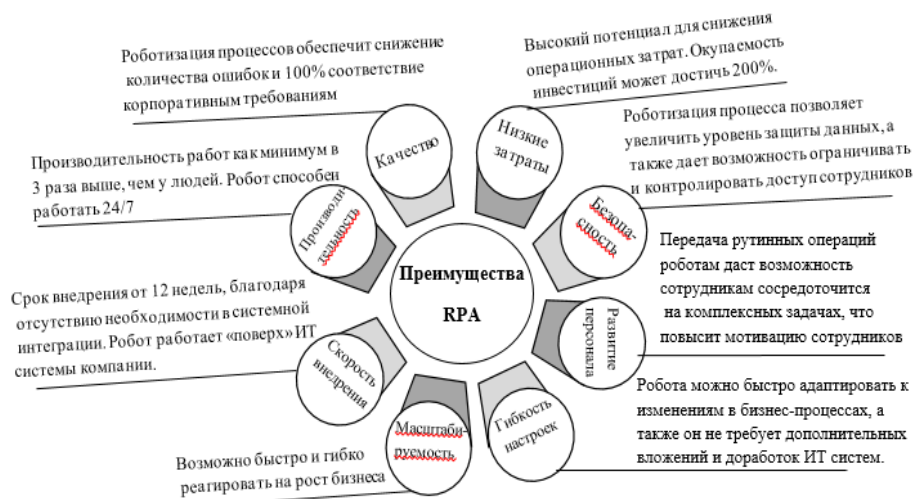 Роботизация процессов обеспечит снижение
количества ошибок и 100% соответствие
корпоративным требованиям
Качество
Высокий потенциал для снижения
операционных затрат. Окупаемость
инвестиций может достичь 200%.
Низкие
затраты
Роботизация процесса позволяет
увеличить уровень защиты данных, а
также дает возможность ограничивать
и контролировать доступ сотрудников
Безопа-
сность
Передача рутинных операций
роботам даст возможность
сотрудникам сосредоточится
на комплексных задачах, что
повысит мотивацию сотрудников
Развитие
персонала
Робота можно быстро адаптировать к
изменениям в бизнес-процессах, а
также он не требует дополнительных
вложений и доработок ИТ систем.
Гибкость
настроек
Возможно быстро и гибко
реагировать на рост бизнеса
Масштаби-
руемость
Срок внедрения от 12 недель, благодаря
отсутствию необходимости в системной
интеграции. Робот работает «поверх» ИТ
системы компании.
Скорость
внедрения
Производительность работ как минимум в
3 раза выше, чем у людей. Робот способен
работать 24/7
Производи-
тельность
Преимущества
RPA